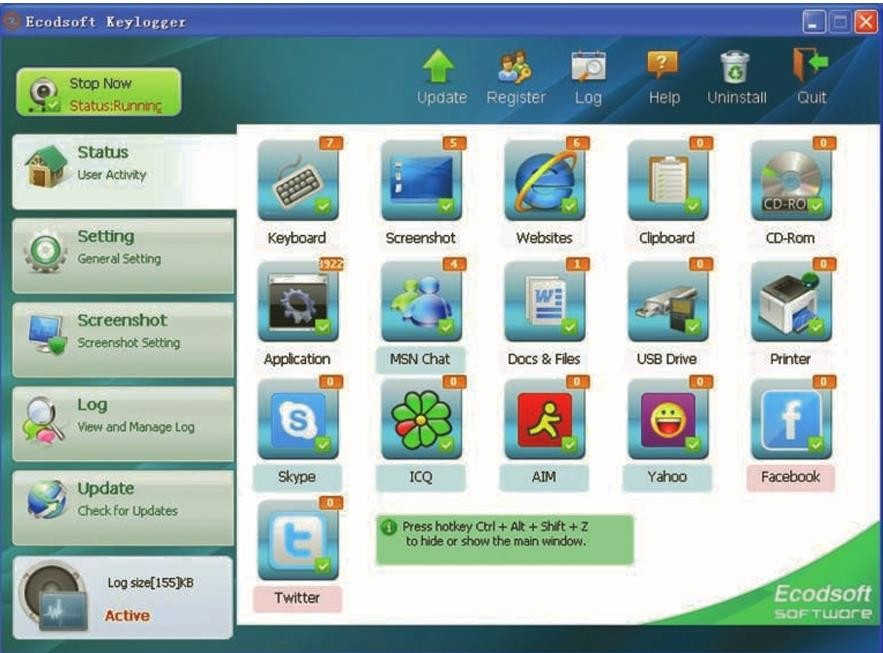 Ecodsoft Keylogger
Stop Now
Status:Running
Update Register Log Help Uninstall Quit
Status
User Activity
Setting
General Setting
Screenshot
Screenshot Setting
Log
View and Manage Log
Update
Check for Updates
Log size[155]KB
Active
7 5 6 0 0
CD-RO
Keyboard Screenshot Websites Clipboard CD-Rom
3922 4 1 0 0
W
Application MSN Chat Docs & Files USB Drive Printer
0 0 0 0 0
S f
Skype ICQ AIM Yahoo Facebook
0
t
Twitter
Press hotkey Ctrl + Alt + Shift + Z
to hide or show the main window.
Ecodsoft
SOFTWARE